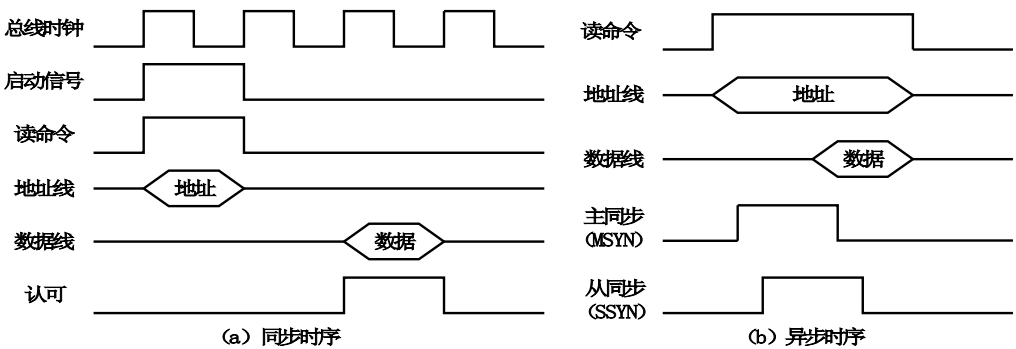 总线时钟
启动信号
读命令
地址线
地址
数据线
数据
认可
(a) 同步时序
读命令
地址线
地址
数据线
数据
主同步
(MSYN)
从同步
(SSYN)
(b) 异步时序